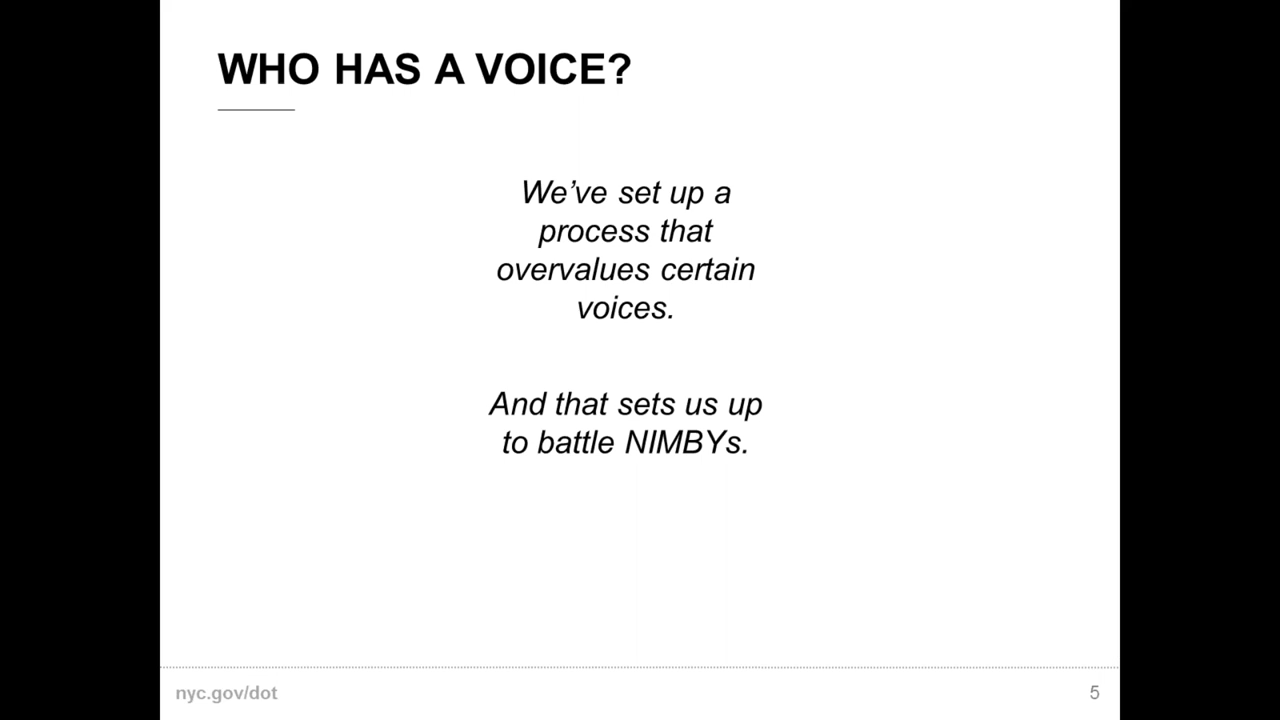 WHO HAS A VOICE?
We’ve set up a
process that
overvalues certain
voices.
And that sets us up
to battle NIMBYs.
nyc.gov/dot
5